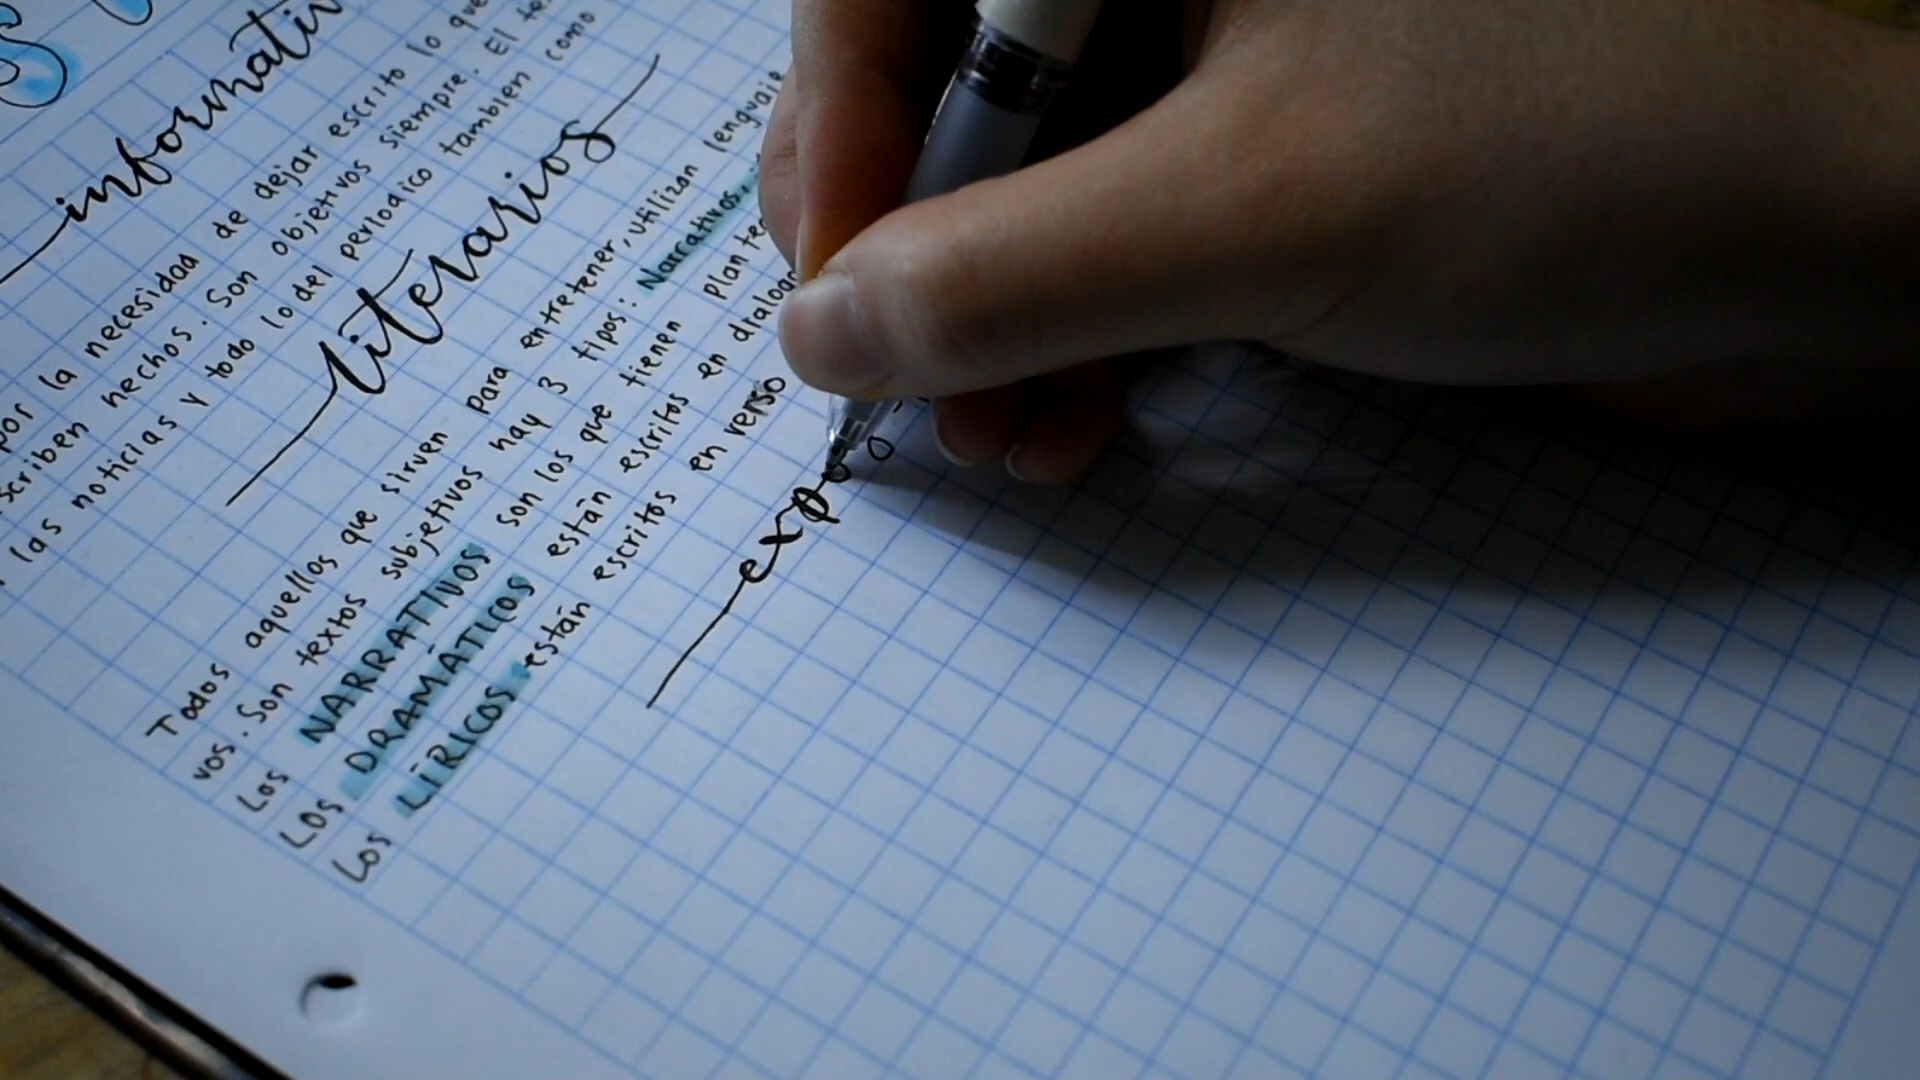 informativ
por la necesidad de dejar escrito lo que
scriben hechos. Son objetivos siempre. El te
las noticias y todo lo del periodico tambien como
literarios
Todos aquellos que sirven para entretener, utilizan lenguaje
vos. Son textos subjetivos hay 3 tipos: Narrativos,
Los NARRATIVOS son los que tienen plan te
Los DRAMÁTICOS están escritos en dialog
Los LÍRICOS están escritos en verso
expo